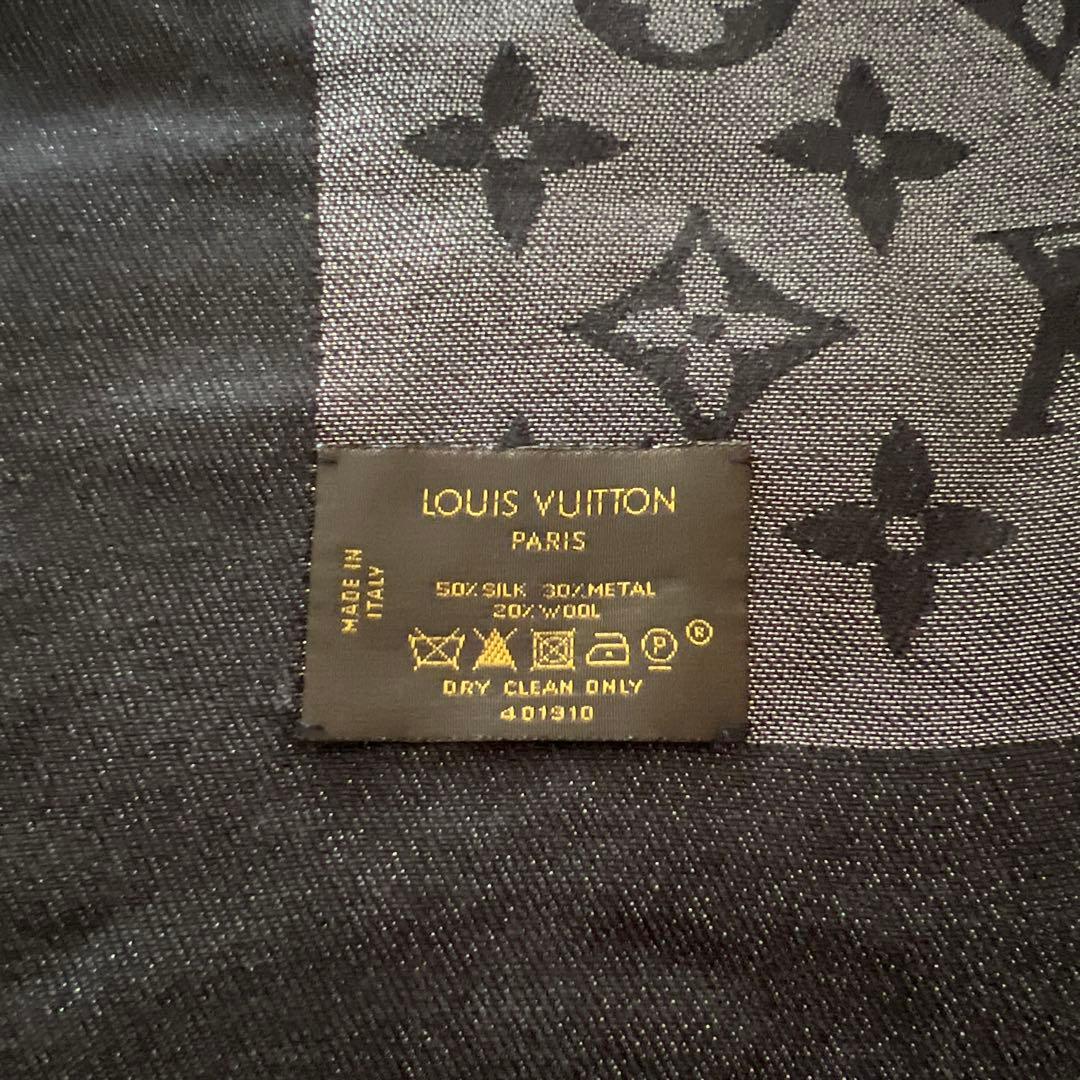 LOUIS VUITTON
PARIS
MADE IN
ITALY
50% SILK 30% METAL
20% WOOL
P ®
DRY CLEAN ONLY
401910